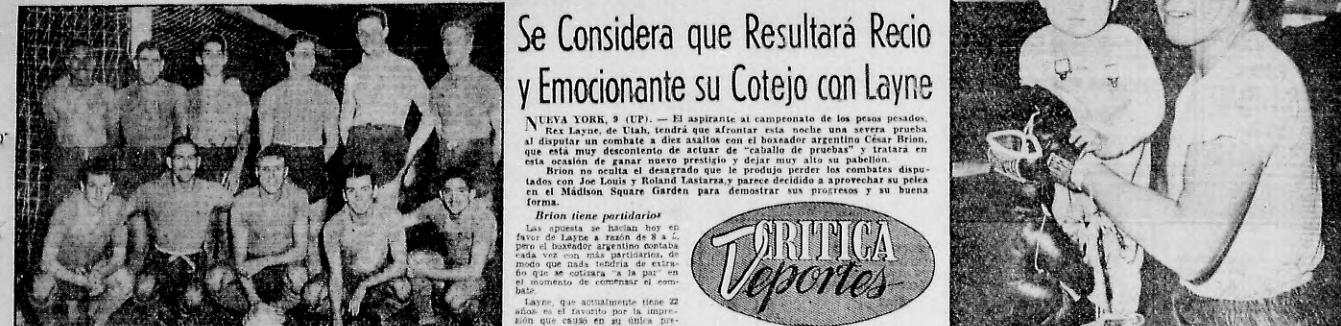 Se Considera que Resultará Recio
y Emocionante su Cotejo con Layne
NUEVA YORK, 9 (UP). — El aspirante al campeonato de los pesos pesados,
Rex Layne, de Utah, tendrá que afrontar esta noche una severa prueba
al disputar un combate a diez asaltos con el boxeador argentino César Brion,
que está muy descontento de actuar de "caballo de pruebas" y tratará en
esta ocasión de ganar nuevo prestigio y dejar muy alto su pabellón.
Brion no oculta el desagrado que le produjo perder los combates dispu-
tados con Joe Louis y Roland Lastarza, y parece decidido a aprovechar su pelea
en el Mádison Square Garden para demostrar sus progresos y su buena
forma.
Brion tiene partidarios
Las apuesta se hacían hoy en
favor de Layne a razón de 8 a
pero el boxeador argentino contaba
cada vez con más partidarios, de
modo que nada tendría de extra-
ño que se cotizara "a la par" en
el momento de comenzar el com-
bate.
Layne, que actualmente tiene 22
años es el favorito por la impre-
sión que causó en su única pre-
CRITICA
Deportes